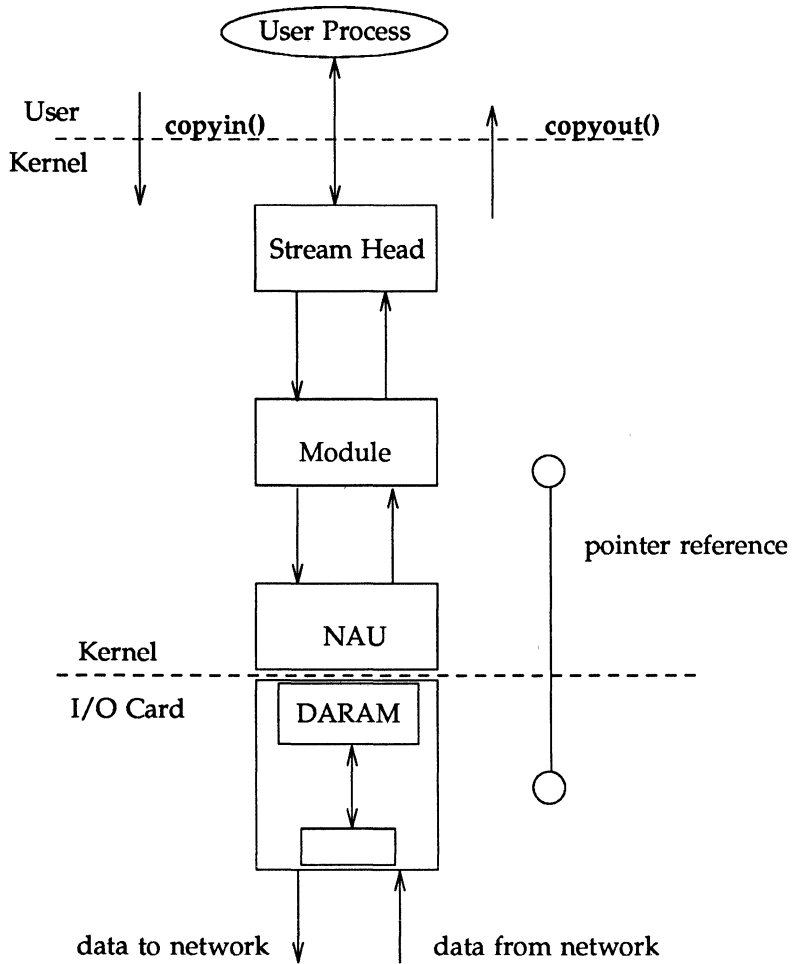 User Process
User
copyin()
copyout()
Kernel
Stream Head
Module
pointer reference
NAU
Kernel
I/O Card
DARAM
data to network
data from network